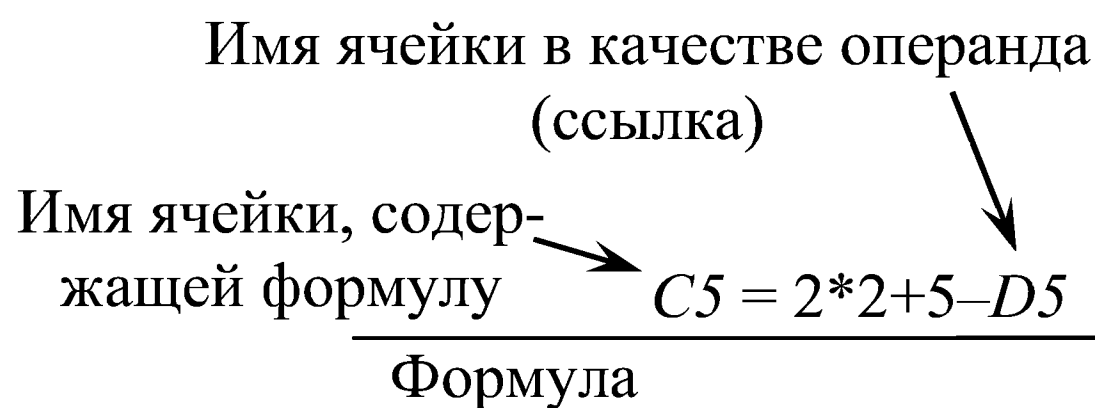 Имя ячейки в качестве операнда
(ссылка)
Имя ячейки, содер-
жащей формулу
C5 = 2*2+5–D5
Формула